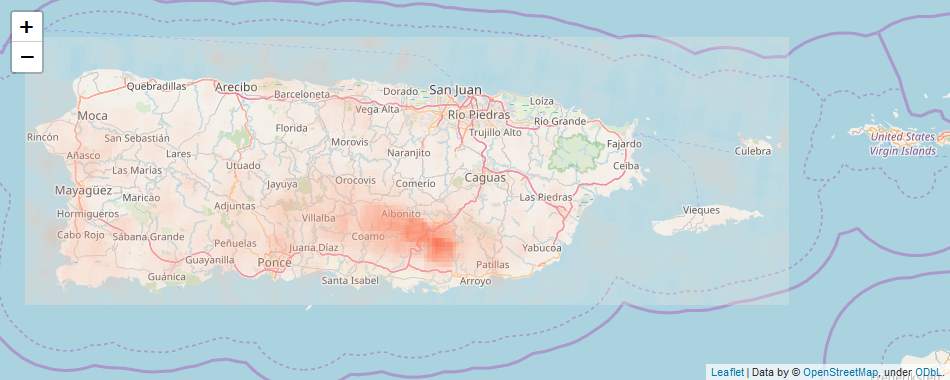 +
−
Quebradillas
Arecibo
Barceloneta
Dorado
San Juan
Loíza
Moca
Vega Alta
Río Piedras
Río Grande
Rincón
San Sebastián
Florida
Morovis
Trujillo Alto
Fajardo
United States
Virgin Islands
Añasco
Lares
Naranjito
Culebra
Las Marías
Utuado
Ceiba
Mayagüez
Jayuya
Orocovis
Comerio
Caguas
Maricao
Las Piedras
Hormigueros
Adjuntas
Villalba
Aibonito
Vieques
Cabo Rojo
Sabana Grande
Peñuelas
Juana Díaz
Coamo
Yabucoa
Guayanilla
Ponce
Patillas
Guánica
Santa Isabel
Arroyo
Leaflet | Data by © OpenStreetMap, under ODbL.